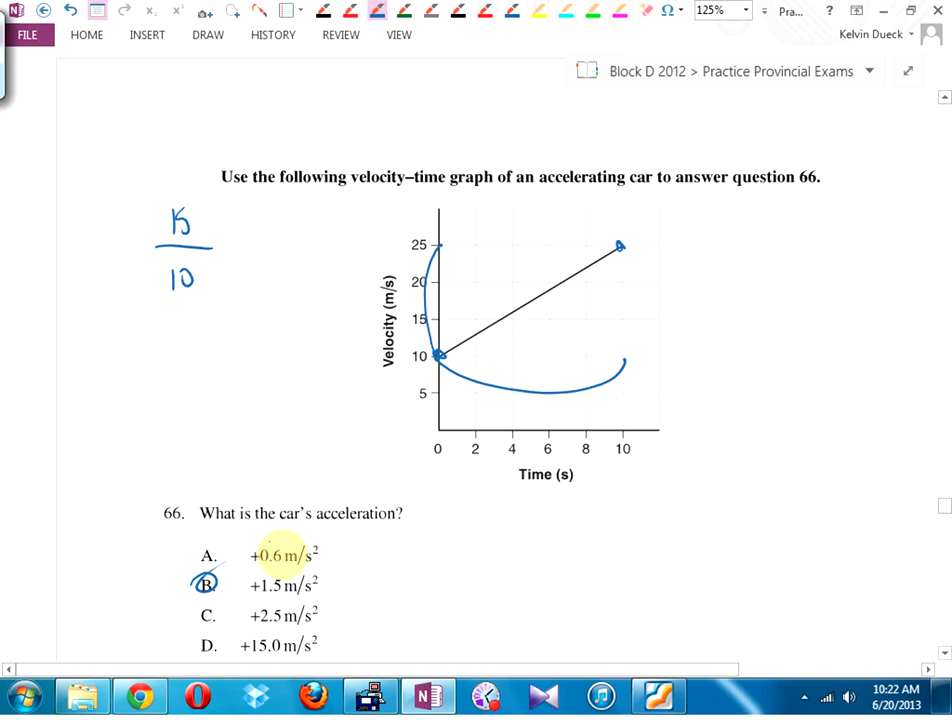 125%
Pra...
?
FILE
HOME
INSERT
DRAW
HISTORY
REVIEW
VIEW
Kelvin Dueck
Block D 2012 > Practice Provincial Exams
Use the following velocity–time graph of an accelerating car to answer question 66.
15
10
25
20
15
10
5
Velocity (m/s)
0 2 4 6 8 10
Time (s)
66. What is the car's acceleration?
A. +0.6 m/s²
B. +1.5 m/s²
C. +2.5 m/s²
D. +15.0 m/s²
10:22 AM
6/20/2013